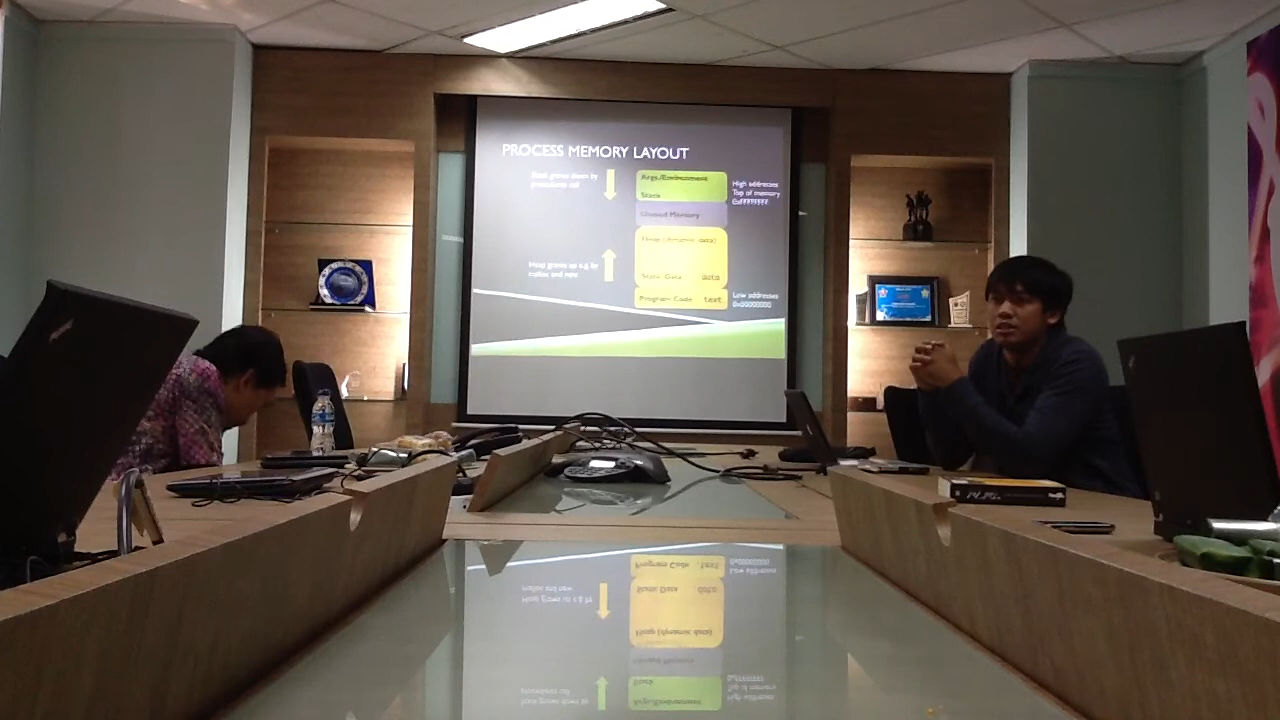 PROCESS MEMORY LAYOUT
Stack grows down by
procedures call
Args/Environment
Stack
High addresses
Top of memory
0xffffffff
Unused Memory
Heap (dynamic data)
Heap grows up e.g. by
malloc and new
Static Data data
Program Code text
Low addresses
0x00000000